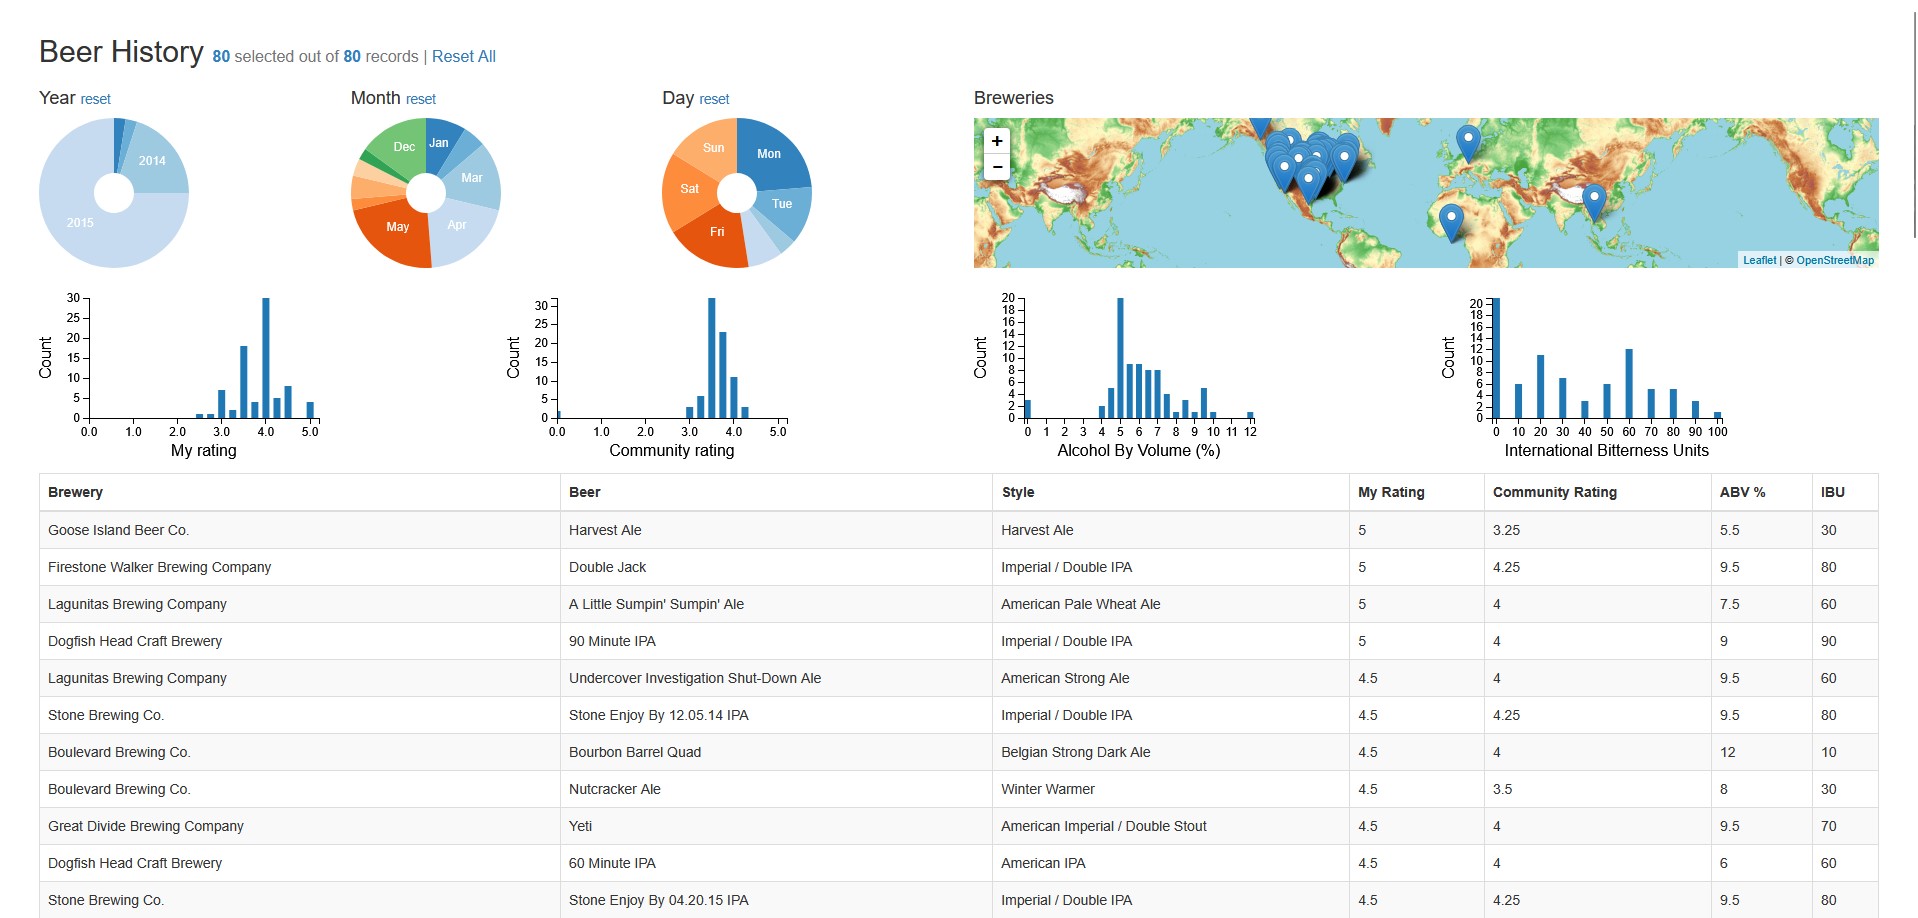 Beer History 80 selected out of 80 records | Reset All
Year reset
Month reset
Day reset
Breweries
2014
2015
Jan
Mar
Apr
May
Dec
Mon
Tue
Fri
Sat
Sun
+
−
Leaflet | © OpenStreetMap
Count
30
25
20
15
10
5
0
0.0 1.0 2.0 3.0 4.0 5.0
My rating
Count
30
25
20
15
10
5
0
0.0 1.0 2.0 3.0 4.0 5.0
Community rating
Count
20
18
16
14
12
10
8
6
4
2
0
0 1 2 3 4 5 6 7 8 9 10 11 12
Alcohol By Volume (%)
Count
20
18
16
14
12
10
8
6
4
2
0
0 10 20 30 40 50 60 70 80 90 100
International Bitterness Units
Brewery Beer Style My Rating Community Rating ABV % IBU
Goose Island Beer Co. Harvest Ale Harvest Ale 5 3.25 5.5 30
Firestone Walker Brewing Company Double Jack Imperial / Double IPA 5 4.25 9.5 80
Lagunitas Brewing Company A Little Sumpin' Sumpin' Ale American Pale Wheat Ale 5 4 7.5 60
Dogfish Head Craft Brewery 90 Minute IPA Imperial / Double IPA 5 4 9 90
Lagunitas Brewing Company Undercover Investigation Shut-Down Ale American Strong Ale 4.5 4 9.5 60
Stone Brewing Co. Stone Enjoy By 12.05.14 IPA Imperial / Double IPA 4.5 4.25 9.5 80
Boulevard Brewing Co. Bourbon Barrel Quad Belgian Strong Dark Ale 4.5 4 12 10
Boulevard Brewing Co. Nutcracker Ale Winter Warmer 4.5 3.5 8 30
Great Divide Brewing Company Yeti American Imperial / Double Stout 4.5 4 9.5 70
Dogfish Head Craft Brewery 60 Minute IPA American IPA 4.5 4 6 60
Stone Brewing Co. Stone Enjoy By 04.20.15 IPA Imperial / Double IPA 4.5 4.25 9.5 80